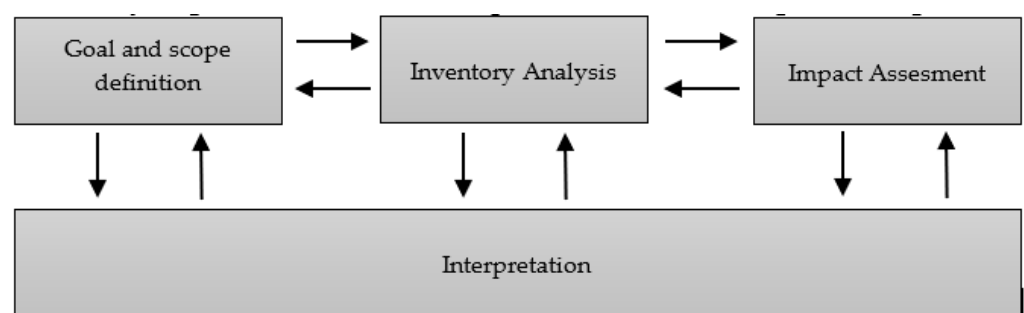 Goal and scope
definition
Inventory Analysis
Impact Assesment
Interpretation